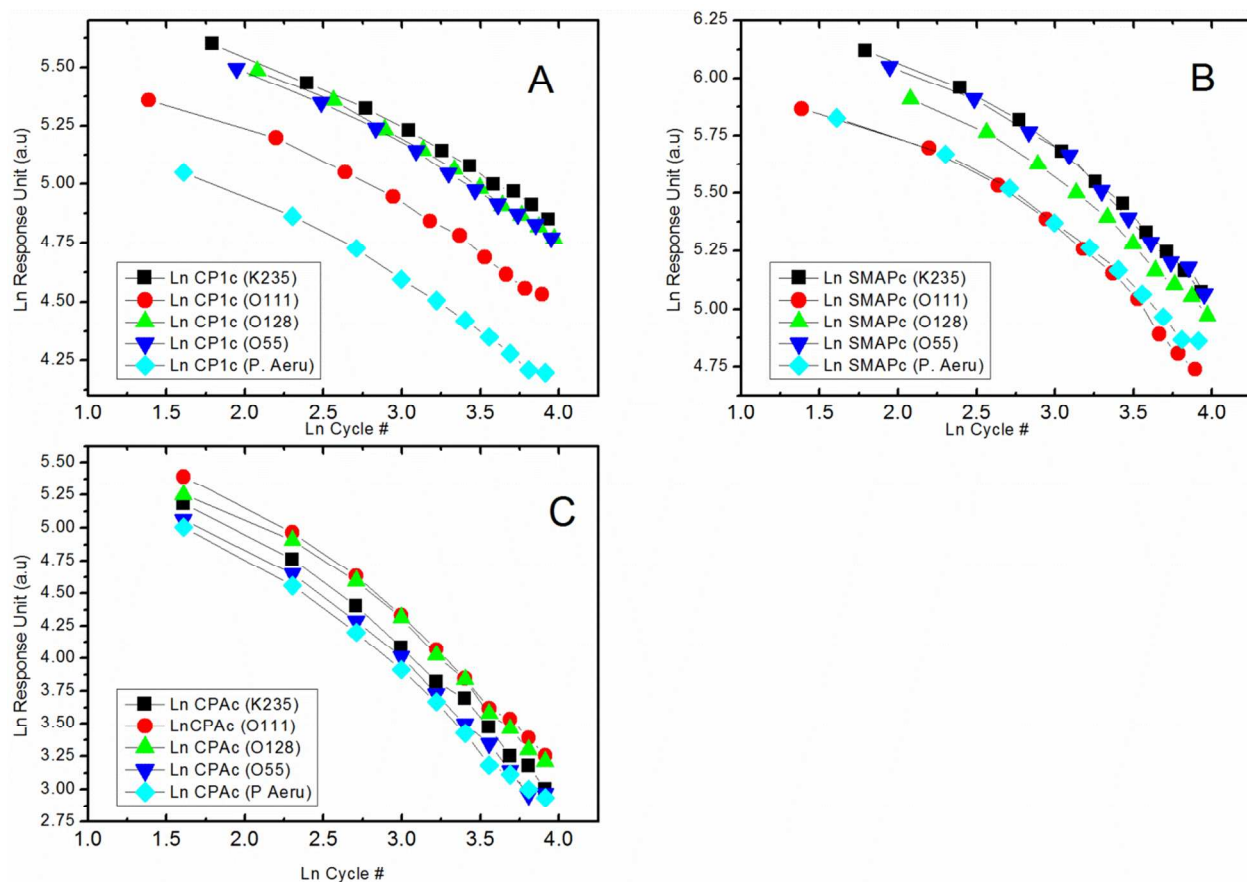 A
Ln Response Unit (a.u)
5.50
5.25
5.00
4.75
4.50
4.25
Ln CP1c (K235)
Ln CP1c (O111)
Ln CP1c (O128)
Ln CP1c (O55)
Ln CP1c (P. Aeru)
1.0 1.5 2.0 2.5 3.0 3.5 4.0
Ln Cycle #
B
Ln Response Unit (a.u)
6.25
6.00
5.75
5.50
5.25
5.00
4.75
Ln SMAPc (K235)
Ln SMAPc (O111)
Ln SMAPc (O128)
Ln SMAPc (O55)
Ln SMAPc (P. Aeru)
1.0 1.5 2.0 2.5 3.0 3.5 4.0
Ln Cycle #
C
Ln Response Unit (a.u)
5.50
5.25
5.00
4.75
4.50
4.25
4.00
3.75
3.50
3.25
3.00
2.75
Ln CPAc (K235)
LnCPAc (O111)
Ln CPAc (O128)
Ln CPAc (O55)
Ln CPAc (P Aeru)
1.0 1.5 2.0 2.5 3.0 3.5 4.0
Ln Cycle #